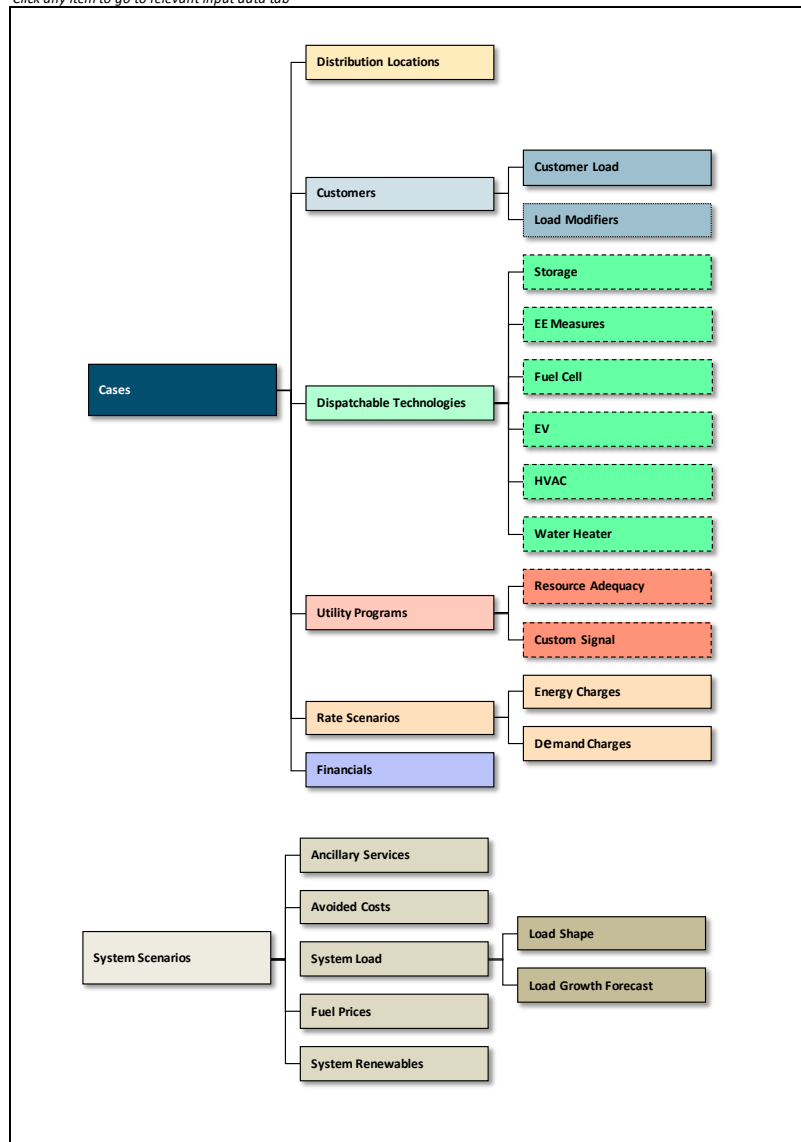 Click any item to go to relevant input data tab
Distribution Locations
Customers
Customer Load
Load Modifiers
Storage
EE Measures
Fuel Cell
Cases
Dispatchable Technologies
EV
HVAC
Water Heater
Resource Adequacy
Utility Programs
Custom Signal
Energy Charges
Rate Scenarios
Demand Charges
Financials
Ancillary Services
Avoided Costs
Load Shape
System Scenarios
System Load
Load Growth Forecast
Fuel Prices
System Renewables